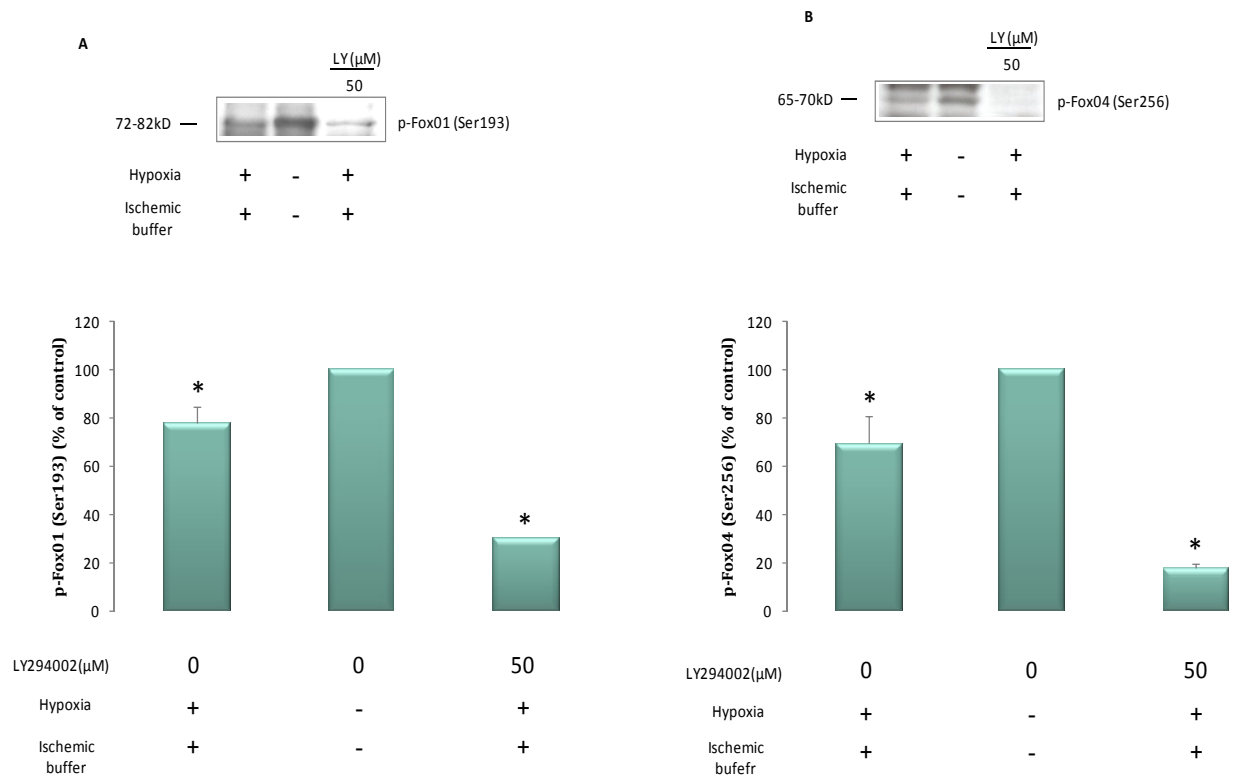 A
LY(µM)
50
72-82kD
p-Fox01 (Ser193)
Hypoxia + - +
Ischemic
buffer
+ - +
120
100
80
60
40
20
0
p-Fox01 (Ser193) (% of control)
*
*
LY294002(µM) 0 0 50
Hypoxia + - +
Ischemic
buffer
+ - +
B
LY(µM)
50
65-70kD
p-Fox04 (Ser256)
Hypoxia + - +
Ischemic
buffer
+ - +
120
100
80
60
40
20
0
p-Fox04 (Ser256) (% of control)
*
*
LY294002(µM) 0 0 50
Hypoxia + - +
Ischemic
bufefr
+ - +